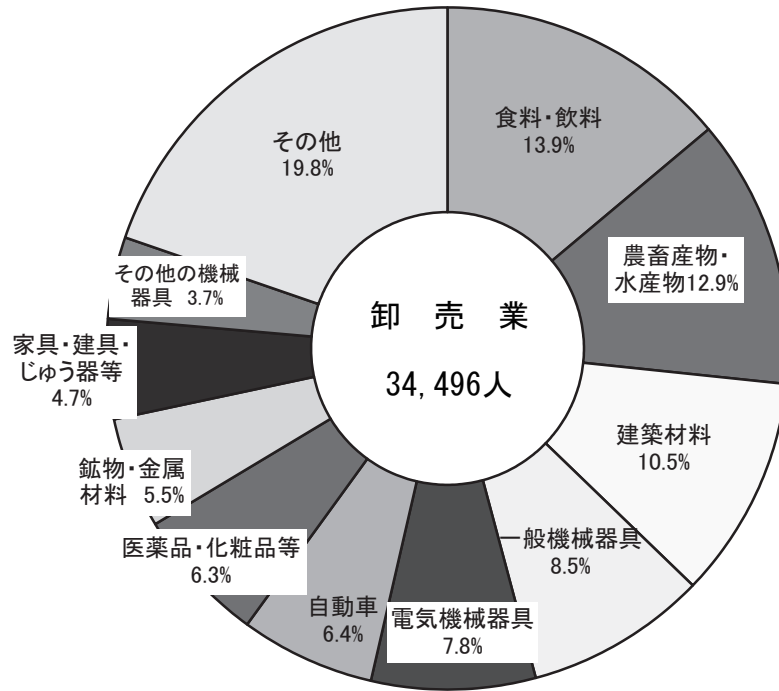 食料・飲料
13.9%
農畜産物・
水産物12.9%
建築材料
10.5%
一般機械器具
8.5%
電気機械器具
7.8%
自動車
6.4%
医薬品・化粧品等
6.3%
鉱物・金属
材料 5.5%
家具・建具・
じゅう器等
4.7%
その他の機械
器具 3.7%
その他
19.8%
卸 売 業
34,496人